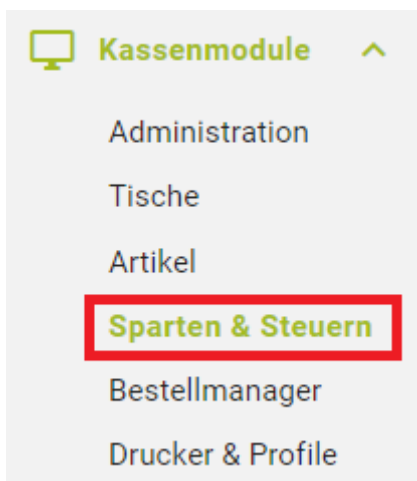 Kassenmodule
Administration
Tische
Artikel
Sparten & Steuern
Bestellmanager
Drucker & Profile